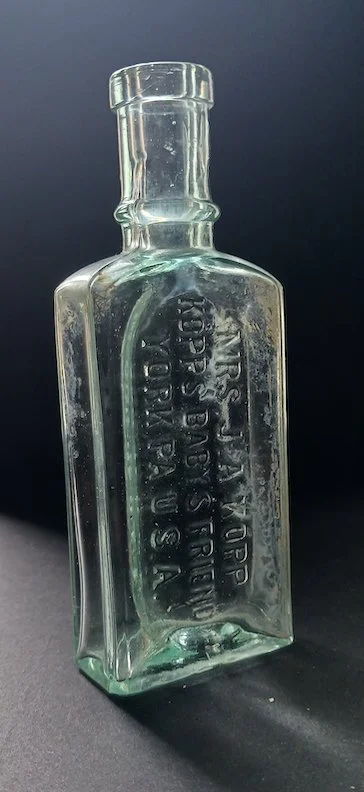 MRS. J.A. KOPP
KOPP'S BABY'S FRIEND
YORK, PA. U.S.A.